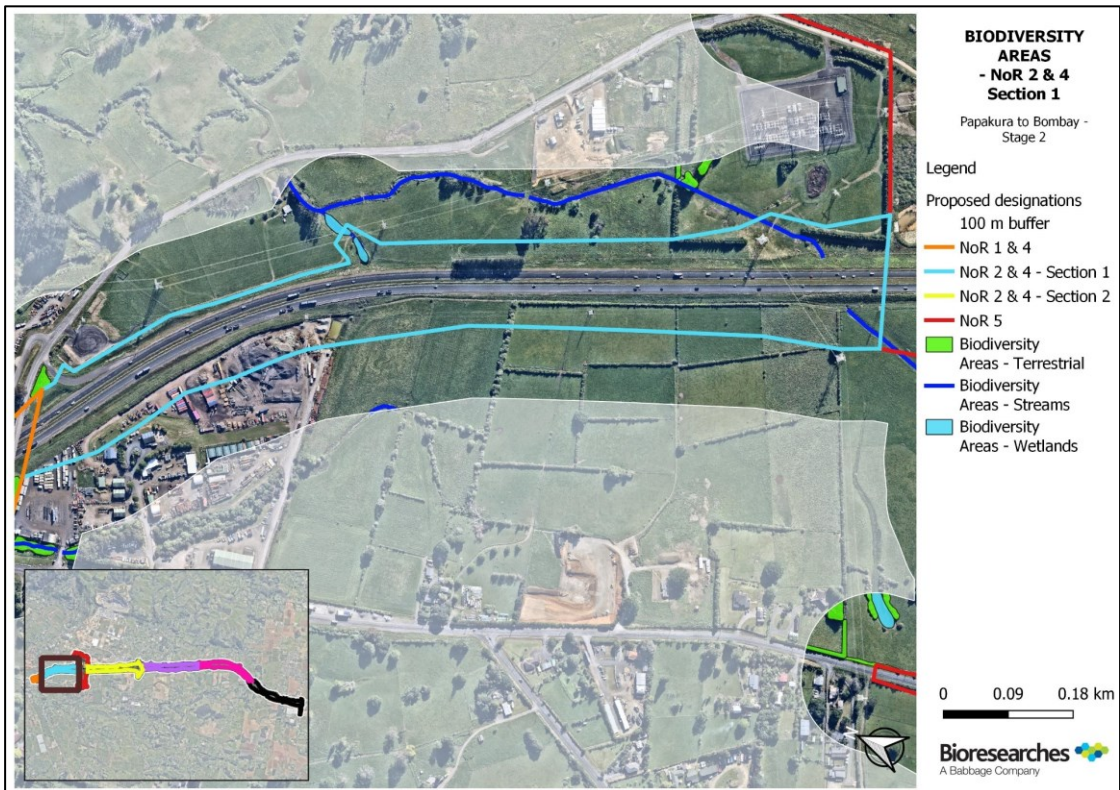 BIODIVERSITY
AREAS
- NoR 2 & 4
Section 1
Papakura to Bombay -
Stage 2
Legend
Proposed designations
100 m buffer
NoR 1 & 4
NoR 2 & 4 - Section 1
NoR 2 & 4 - Section 2
NoR 5
Biodiversity
Areas - Terrestrial
Biodiversity
Areas - Streams
Biodiversity
Areas - Wetlands
0 0.09 0.18 km
Bioresearches
A Babbage Company